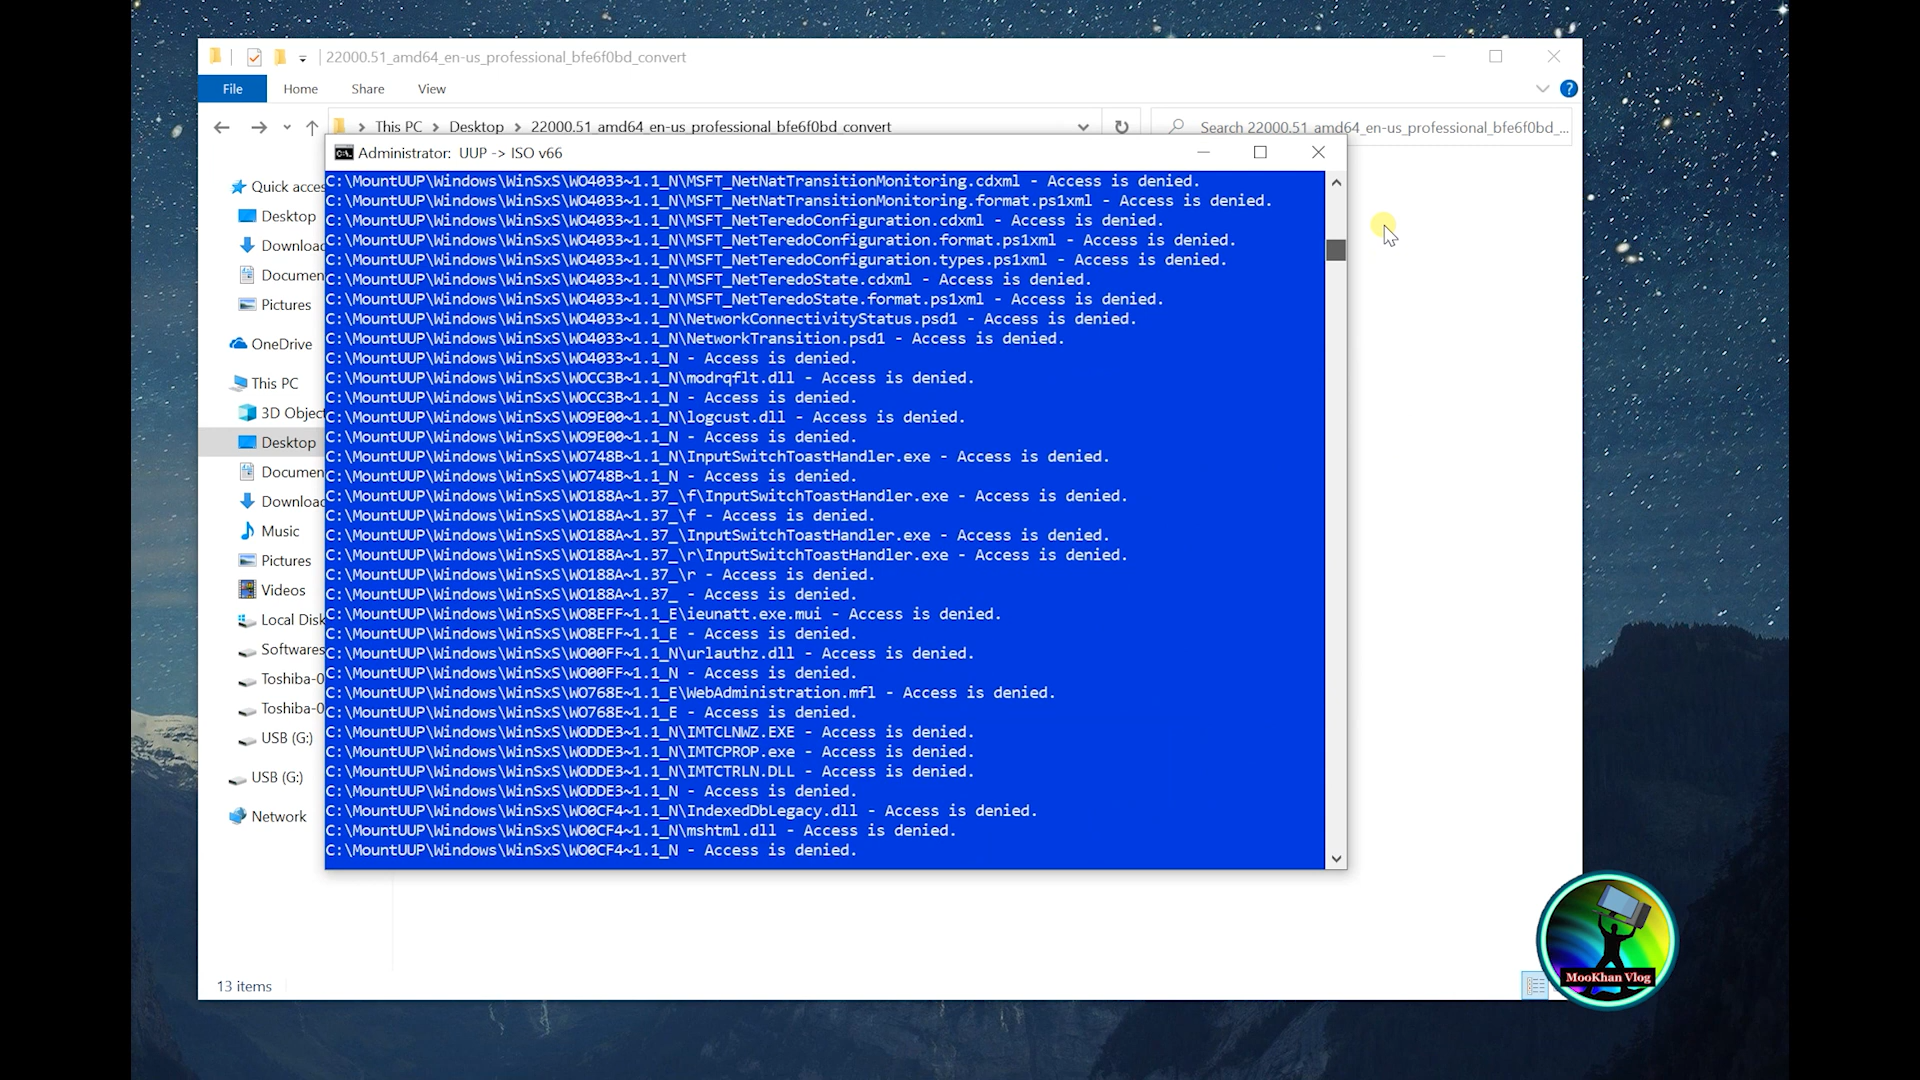 22000.51_amd64_en-us_professional_bfe6f0bd_convert
File Home Share View
This PC Desktop 22000.51_amd64_en-us_professional_bfe6f0bd_convert
Search 22000.51_amd64_en-us_professional_bfe6f0bd_...
Administrator: UUP -> ISO v66
Quick acces
Desktop
Downloac
Documen
Pictures
OneDrive
This PC
3D Object
Desktop
Documen
Downloac
Music
Pictures
Videos
Local Disk
Softwares
Toshiba-0
Toshiba-0
USB (G:)
USB (G:)
Network
C:\MountUUP\Windows\WinSxS\WO4033~1.1_N\MSFT_NetNatTransitionMonitoring.cdxml - Access is denied.
C:\MountUUP\Windows\WinSxS\WO4033~1.1_N\MSFT_NetNatTransitionMonitoring.format.ps1xml - Access is denied.
C:\MountUUP\Windows\WinSxS\WO4033~1.1_N\MSFT_NetTeredoConfiguration.cdxml - Access is denied.
C:\MountUUP\Windows\WinSxS\WO4033~1.1_N\MSFT_NetTeredoConfiguration.format.ps1xml - Access is denied.
C:\MountUUP\Windows\WinSxS\WO4033~1.1_N\MSFT_NetTeredoConfiguration.types.ps1xml - Access is denied.
C:\MountUUP\Windows\WinSxS\WO4033~1.1_N\MSFT_NetTeredoState.cdxml - Access is denied.
C:\MountUUP\Windows\WinSxS\WO4033~1.1_N\MSFT_NetTeredoState.format.ps1xml - Access is denied.
C:\MountUUP\Windows\WinSxS\WO4033~1.1_N\NetworkConnectivityStatus.psd1 - Access is denied.
C:\MountUUP\Windows\WinSxS\WO4033~1.1_N\NetworkTransition.psd1 - Access is denied.
C:\MountUUP\Windows\WinSxS\WO4033~1.1_N - Access is denied.
C:\MountUUP\Windows\WinSxS\WOCC3B~1.1_N\modrqflt.dll - Access is denied.
C:\MountUUP\Windows\WinSxS\WOCC3B~1.1_N - Access is denied.
C:\MountUUP\Windows\WinSxS\WO9E00~1.1_N\logcust.dll - Access is denied.
C:\MountUUP\Windows\WinSxS\WO9E00~1.1_N - Access is denied.
C:\MountUUP\Windows\WinSxS\WO748B~1.1_N\InputSwitchToastHandler.exe - Access is denied.
C:\MountUUP\Windows\WinSxS\WO748B~1.1_N - Access is denied.
C:\MountUUP\Windows\WinSxS\WO188A~1.37_\f\InputSwitchToastHandler.exe - Access is denied.
C:\MountUUP\Windows\WinSxS\WO188A~1.37_\f - Access is denied.
C:\MountUUP\Windows\WinSxS\WO188A~1.37_\InputSwitchToastHandler.exe - Access is denied.
C:\MountUUP\Windows\WinSxS\WO188A~1.37_\r\InputSwitchToastHandler.exe - Access is denied.
C:\MountUUP\Windows\WinSxS\WO188A~1.37_\r - Access is denied.
C:\MountUUP\Windows\WinSxS\WO188A~1.37_ - Access is denied.
C:\MountUUP\Windows\WinSxS\WO8EFF~1.1_E\ieunatt.exe.mui - Access is denied.
C:\MountUUP\Windows\WinSxS\WO8EFF~1.1_E - Access is denied.
C:\MountUUP\Windows\WinSxS\WO00FF~1.1_N\urlauthz.dll - Access is denied.
C:\MountUUP\Windows\WinSxS\WO00FF~1.1_N - Access is denied.
C:\MountUUP\Windows\WinSxS\WO768E~1.1_E\WebAdministration.mfl - Access is denied.
C:\MountUUP\Windows\WinSxS\WO768E~1.1_E - Access is denied.
C:\MountUUP\Windows\WinSxS\WODDE3~1.1_N\IMTCLNWZ.EXE - Access is denied.
C:\MountUUP\Windows\WinSxS\WODDE3~1.1_N\IMTCPROP.exe - Access is denied.
C:\MountUUP\Windows\WinSxS\WODDE3~1.1_N\IMTCTRLN.DLL - Access is denied.
C:\MountUUP\Windows\WinSxS\WODDE3~1.1_N - Access is denied.
C:\MountUUP\Windows\WinSxS\WO0CF4~1.1_N\IndexedDbLegacy.dll - Access is denied.
C:\MountUUP\Windows\WinSxS\WO0CF4~1.1_N\mshtml.dll - Access is denied.
C:\MountUUP\Windows\WinSxS\WO0CF4~1.1_N - Access is denied.
13 items
MooKhan Vlog